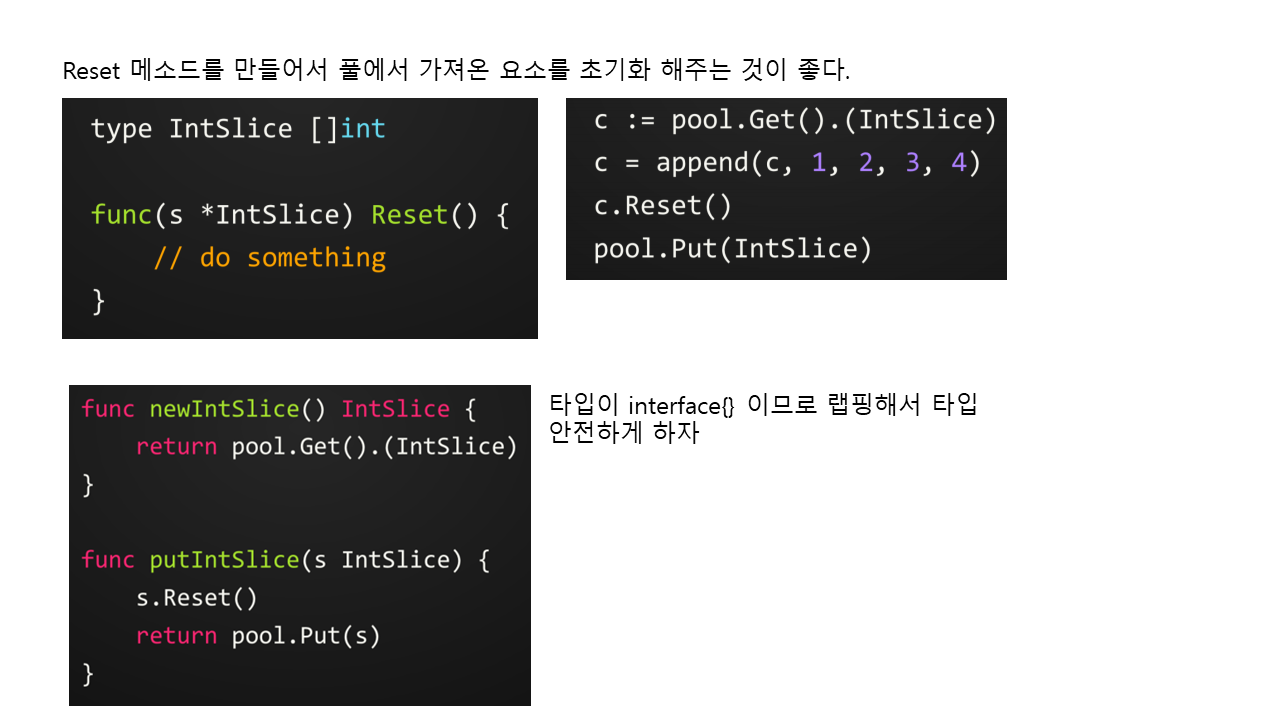 Reset 메소드를 만들어서 풀에서 가져온 요소를 초기화 해주는 것이 좋다.
type IntSlice []int
func(s *IntSlice) Reset() {
    // do something
}
c := pool.Get().(IntSlice)
c = append(c, 1, 2, 3, 4)
c.Reset()
pool.Put(IntSlice)
func newIntSlice() IntSlice {
    return pool.Get().(IntSlice)
}
func putIntSlice(s IntSlice) {
    s.Reset()
    return pool.Put(s)
}
타입이 interface{} 이므로 랩핑해서 타입
안전하게 하자